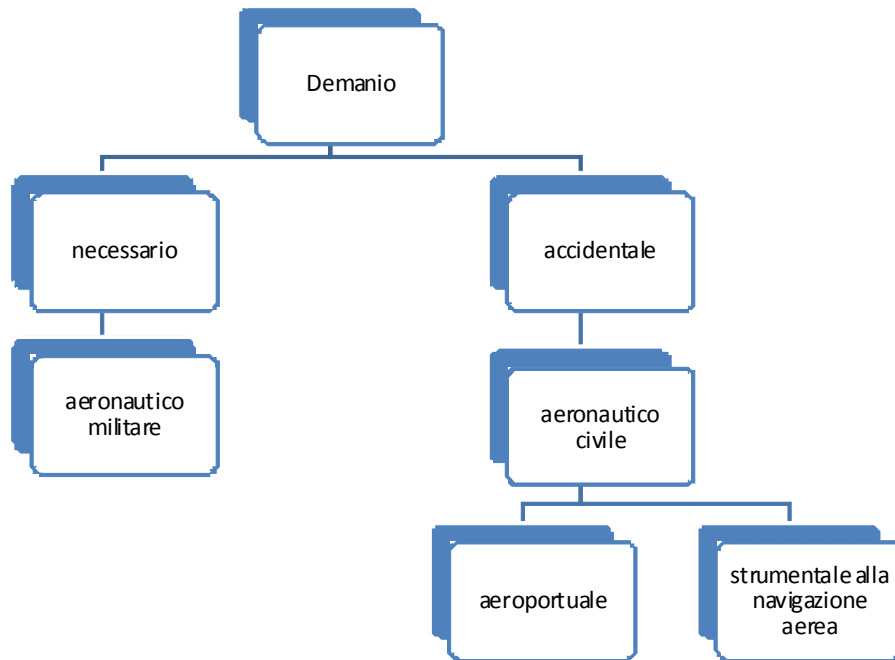 Demanio
necessario
accidentale
aeronautico
militare
aeronautico
civile
aeroportuale
strumentale alla
navigazione
aerea